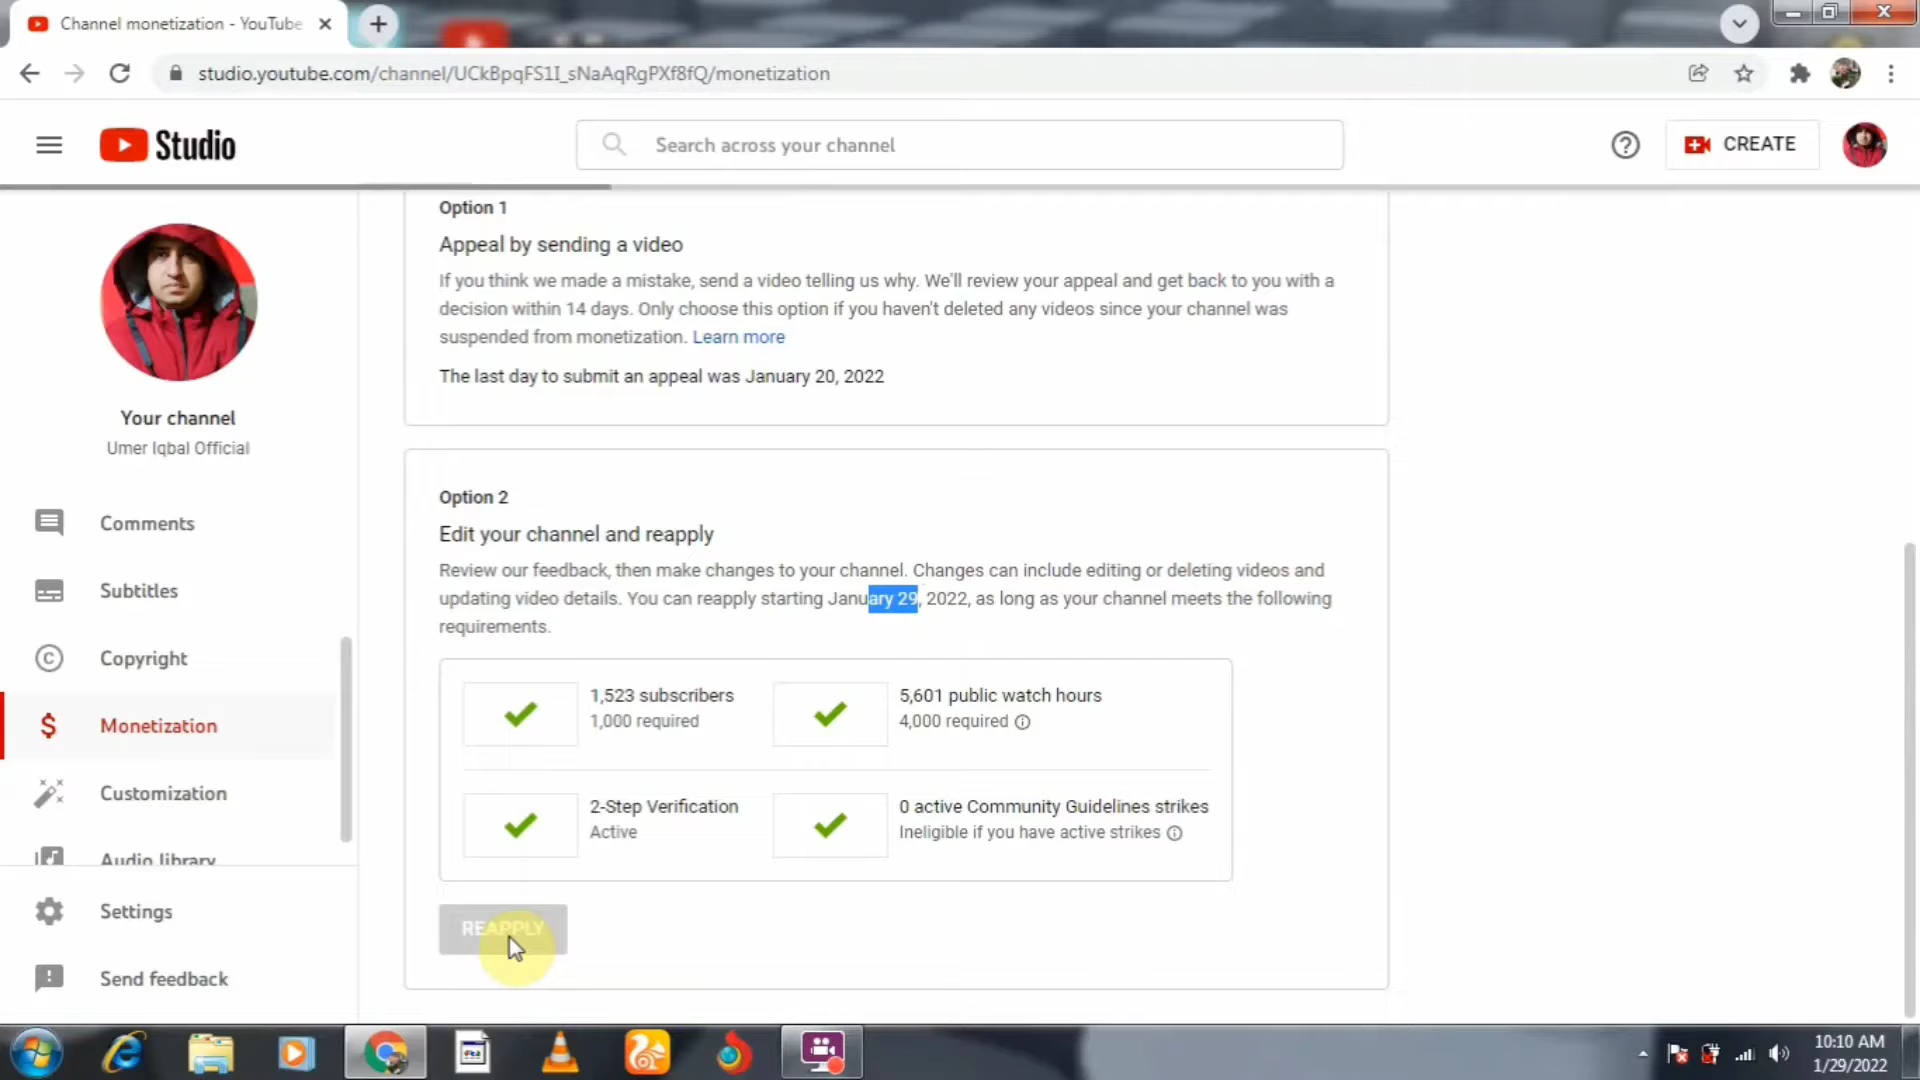 Channel monetization - YouTube
studio.youtube.com/channel/UCkBpqFS1I_sNaAqRgPXf8fQ/monetization
Studio
Search across your channel
CREATE
Your channel
Umer Iqbal Official
Comments
Subtitles
Copyright
Monetization
Customization
Audio library
Settings
Send feedback
Option 1
Appeal by sending a video
If you think we made a mistake, send a video telling us why. We'll review your appeal and get back to you with a
decision within 14 days. Only choose this option if you haven't deleted any videos since your channel was
suspended from monetization. Learn more
The last day to submit an appeal was January 20, 2022
Option 2
Edit your channel and reapply
Review our feedback, then make changes to your channel. Changes can include editing or deleting videos and
updating video details. You can reapply starting January 29, 2022, as long as your channel meets the following
requirements.
1,523 subscribers
1,000 required
5,601 public watch hours
4,000 required
2-Step Verification
Active
0 active Community Guidelines strikes
Ineligible if you have active strikes
REAPPLY
10:10 AM
1/29/2022